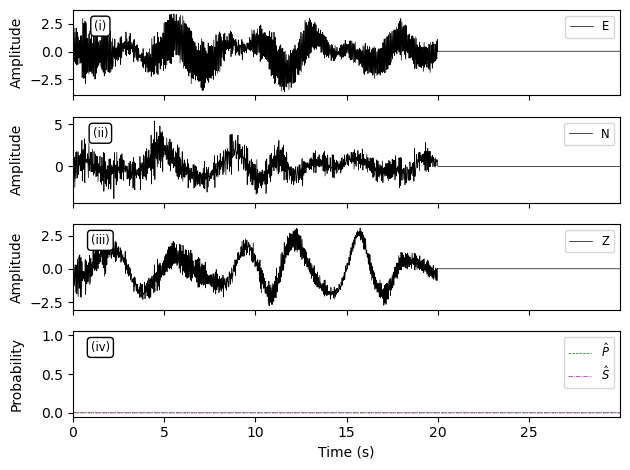 Amplitude
2.5
0.0
−2.5
(i)
E
Amplitude
5
0
(ii)
N
Amplitude
2.5
0.0
−2.5
(iii)
Z
Probability
1.0
0.5
0.0
(iv)
P̂
Ŝ
0 5 10 15 20 25
Time (s)